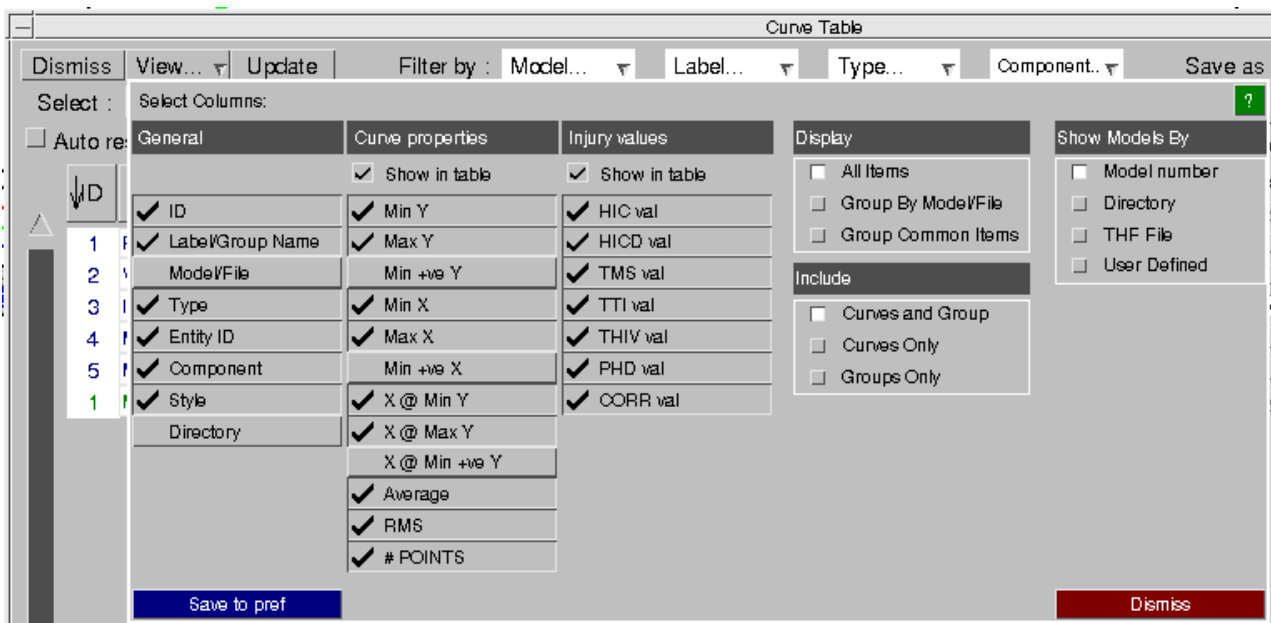 Curve Table
Dismiss View... Update Filter by : Model... Label... Type... Component.. Save as
Select : Select Columns: ?
Auto re
ID
1
2
3
4
5
1
General
ID
Label/Group Name
Model/File
Type
Entity ID
Component
Style
Directory
Curve properties
Show in table
Min Y
Max Y
Min +ve Y
Min X
Max X
Min +ve X
X @ Min Y
X @ Max Y
X @ Min +ve Y
Average
RMS
# POINTS
Injury values
Show in table
HIC val
HICD val
TMS val
TTI val
THIV val
PHD val
CORR val
Display
All Items
Group By Model/File
Group Common Items
Include
Curves and Group
Curves Only
Groups Only
Show Models By
Model number
Directory
THF File
User Defined
Save to pref
Dismiss